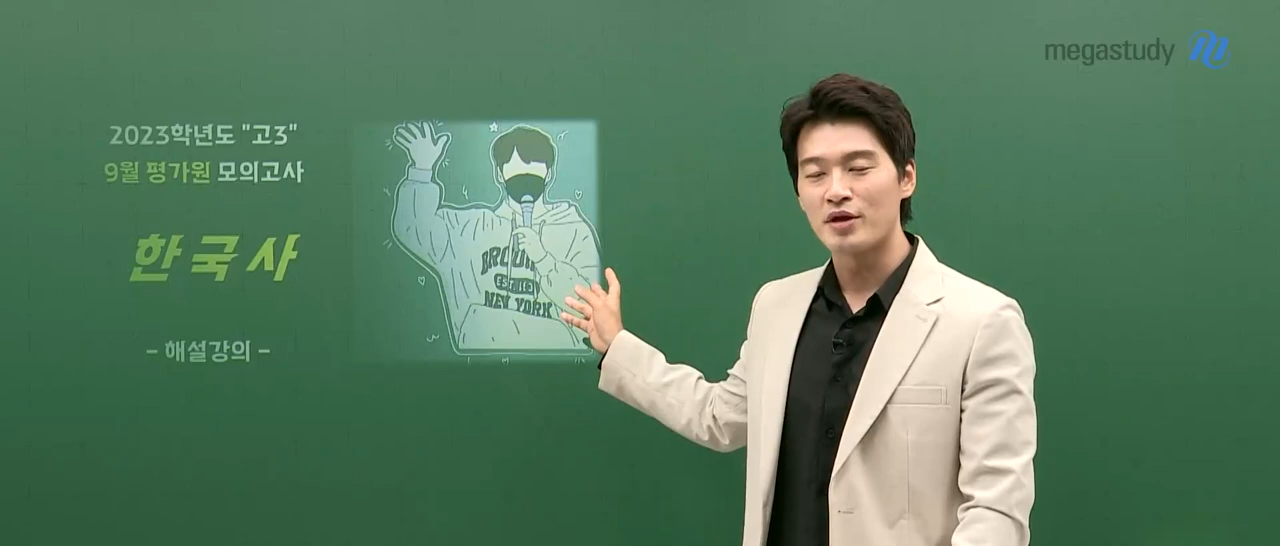 megastudy
2023학년도 "고3"
9월 평가원 모의고사
한국사
- 해설강의 -
NEW YORK